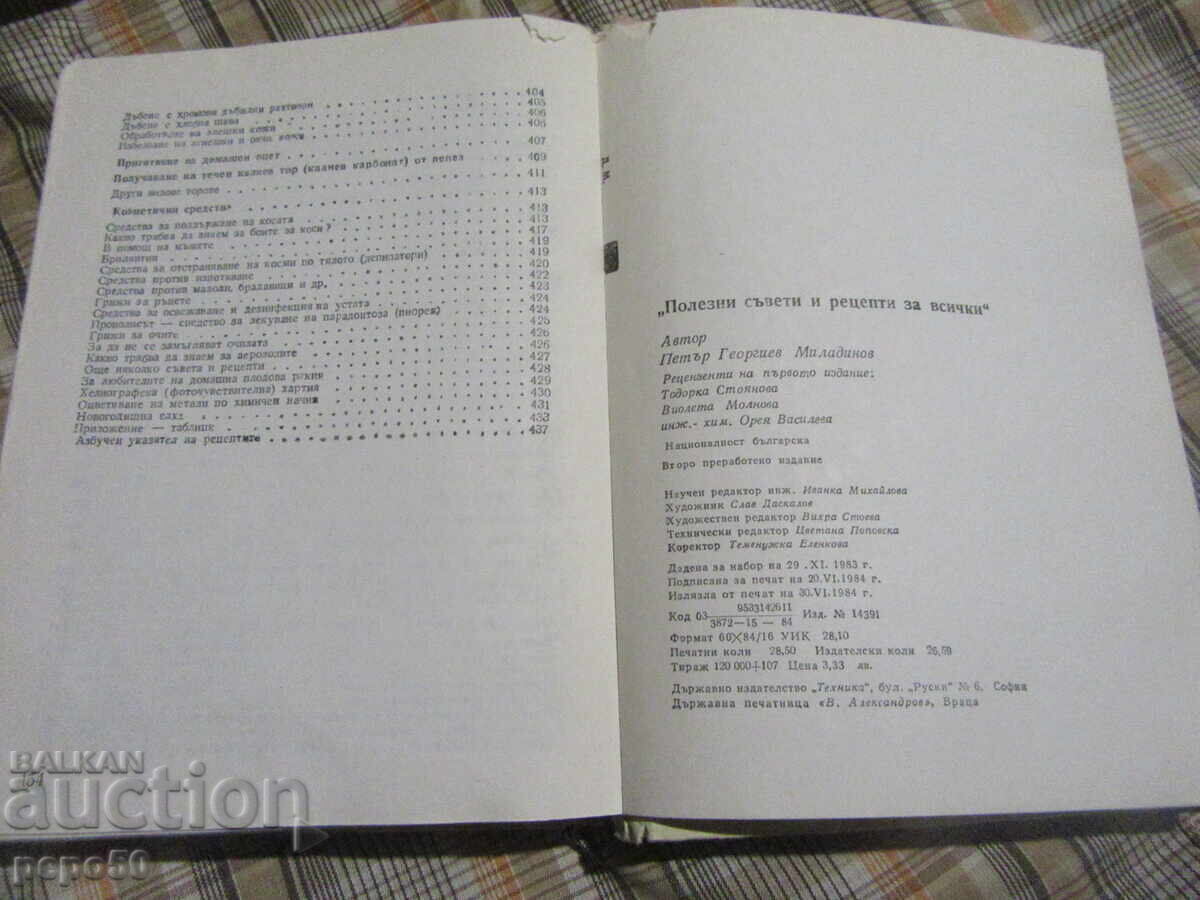 Дъбене с хромови дъбилни разтвори 404
Дъбене с хлебна шава 405
Обработване на заешки кожи 406
406
Приготвяне на домашен оцет 407
Получаване на течен калиев тор (калиев карбонат) от пепел 409
Други видове торове 411
Козметични средства 413
Средства за поддържане на косата 413
Какво трябва да знаем за боите за коси? 413
В помощ на мъжете 417
Брилянтин 419
Средства за отстраняване на косми по тялото (депилатори) 419
Средства против изпотяване 420
Средства против мазоли, брадавици и др. 422
Грижи за ръцете 423
Средства за освежаване и дезинфекция на устата 424
Прополисът — средство за лекуване на парадонтоза (пиорея) 424
Грижи за очите 425
За да не се замъгляват очилата 426
Какво трябва да знаем за аерозолите 426
Още няколко съвета и рецепти 427
За любителите на домашна плодова ракия 428
Хелиографска (фоточувствителна) хартия 429
Оцветяване на метали по химичен начин 430
Новогодишна елха 431
Приложение — таблици 433
Азбучен указател на рецептите 437
„Полезни съвети и рецепти за всички“
Автор
Петър Георгиев Миладинов
Рецензенти на първото издание:
Тодорка Стоянова
Виолета Молнова
инж.- хим. Орея Василева
Националност българска
Второ преработено издание
Научен редактор инж. Иванка Михайлова
Художник Слав Даскалов
Художествен редактор Вихра Стоева
Технически редактор Цветана Поповска
Коректор Теменужка Еленкова
Дадена за набор на 29 .XI. 1983 г.
Подписана за печат на 20.VI.1984 г.
Излязла от печат на 30.VI.1984 г.
Код 03 9533142611 / 3872—15 — 84 Изд. № 14391
Формат 60×84/16 УИК 28,10
Печатни коли 28,50 Издателски коли 26,59
Тираж 120 000+107 Цена 3,33 лв.
Държавно издателство „Техника“, бул. „Руски“ № 6, София
Държавна печатница «В. Александров», Враца
BALKAN
auction
pepo50